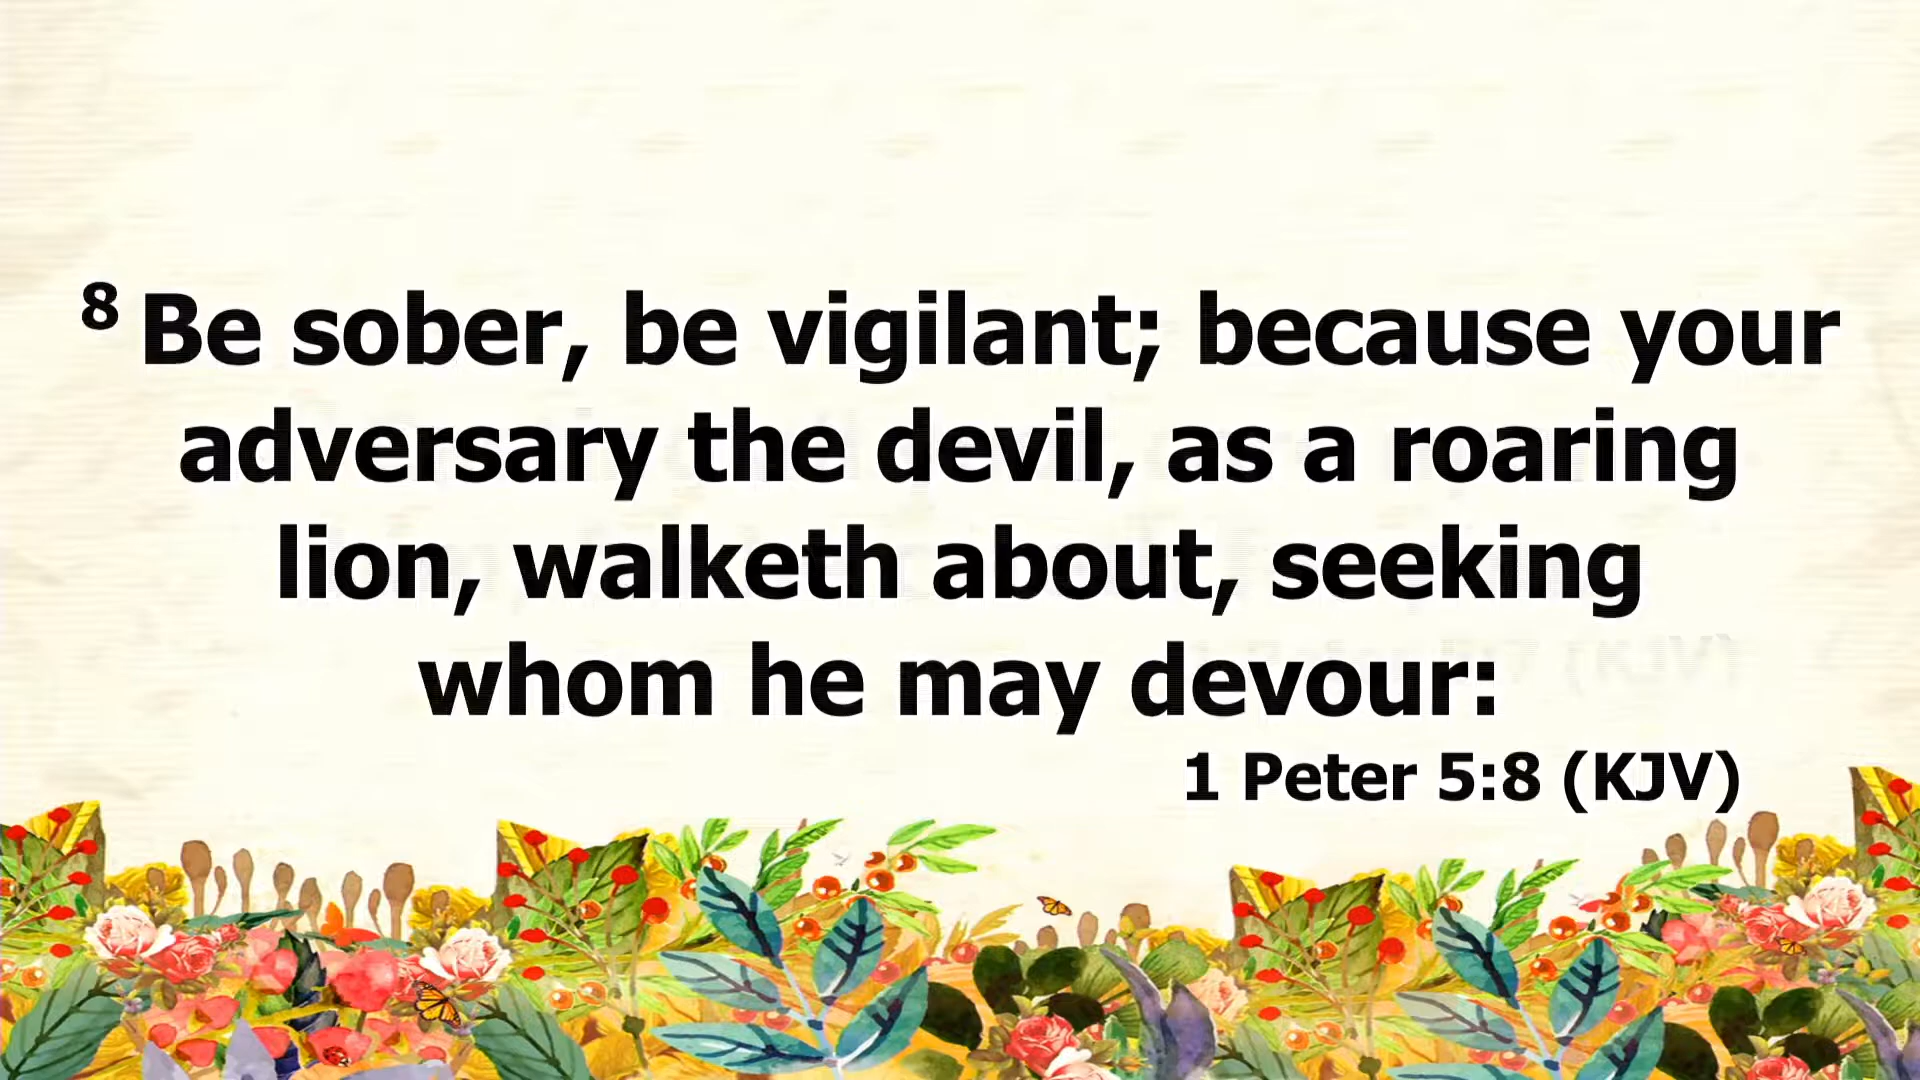 8 Be sober, be vigilant; because your
adversary the devil, as a roaring
lion, walketh about, seeking
whom he may devour:
1 Peter 5:8 (KJV)